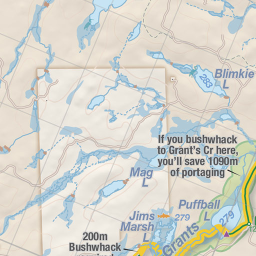 Blimkie
L
283
If you bushwhack
to Grant's Cr here,
you'll save 1090m
of portaging
Mag
L
Puffball
L
279
Jims
Marsh
L
279
Grants
200m
Bushwhack